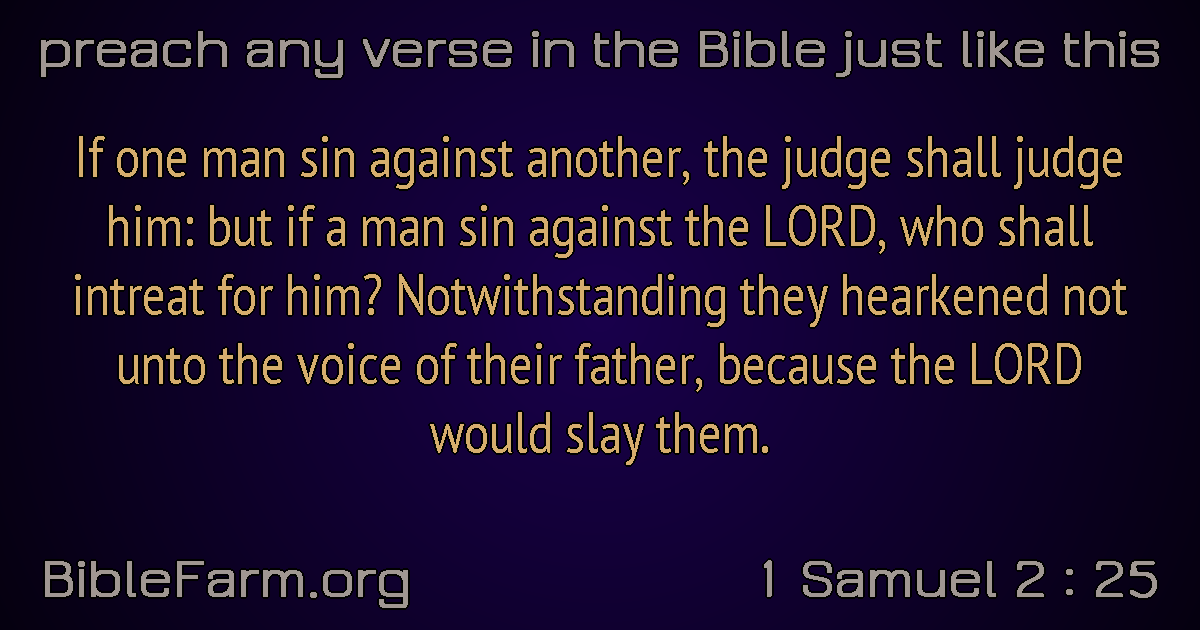 preach any verse in the Bible just like this
If one man sin against another, the judge shall judge
him: but if a man sin against the LORD, who shall
intreat for him? Notwithstanding they hearkened not
unto the voice of their father, because the LORD
would slay them.
BibleFarm.org
1 Samuel 2 : 25